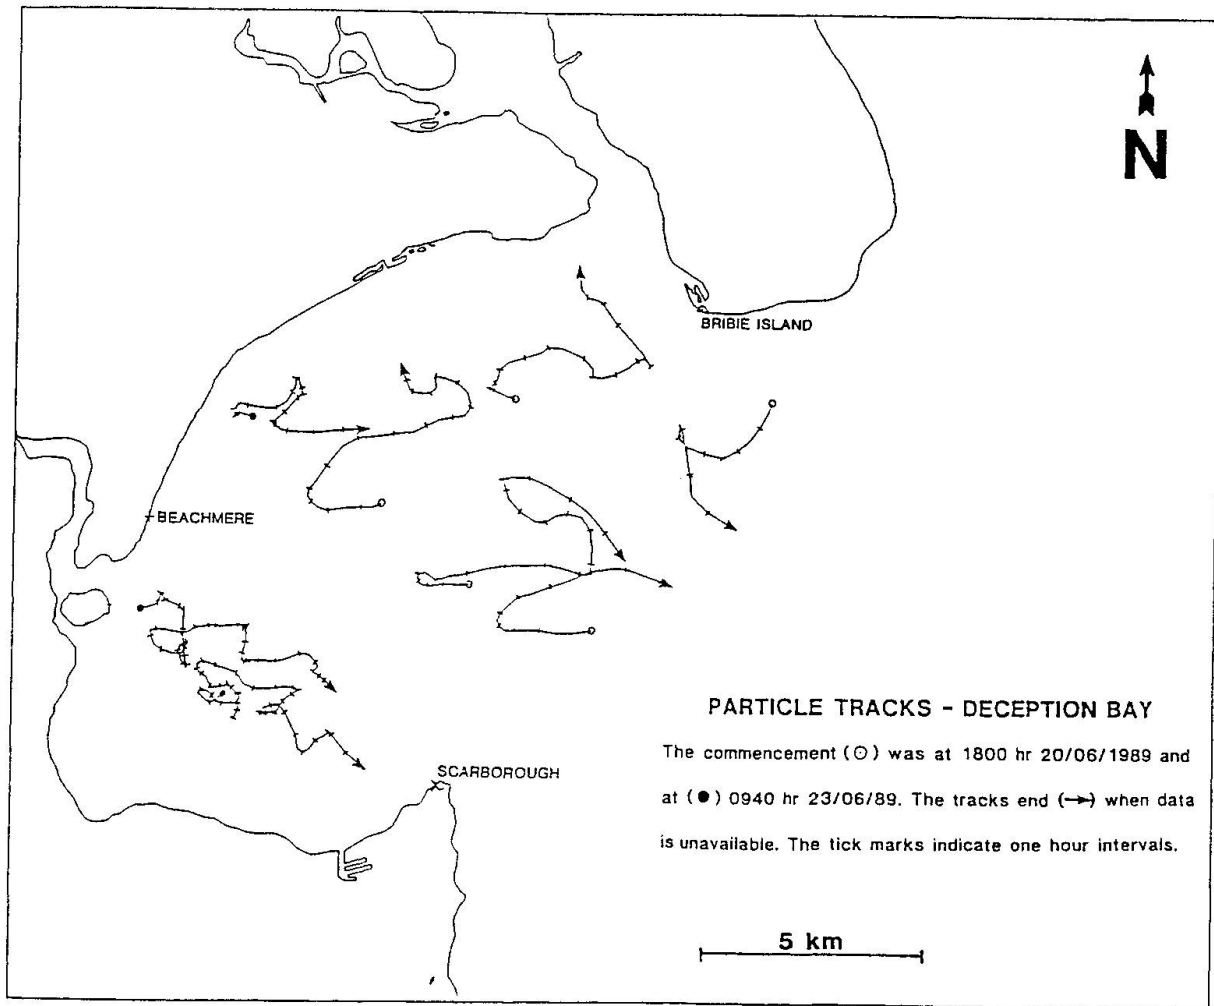 N
BRIBIE ISLAND
BEACHMERE
PARTICLE TRACKS - DECEPTION BAY
The commencement (⊙) was at 1800 hr 20/06/1989 and
SCARBOROUGH
at (●) 0940 hr 23/06/89. The tracks end (→) when data
is unavailable. The tick marks indicate one hour intervals.
5 km